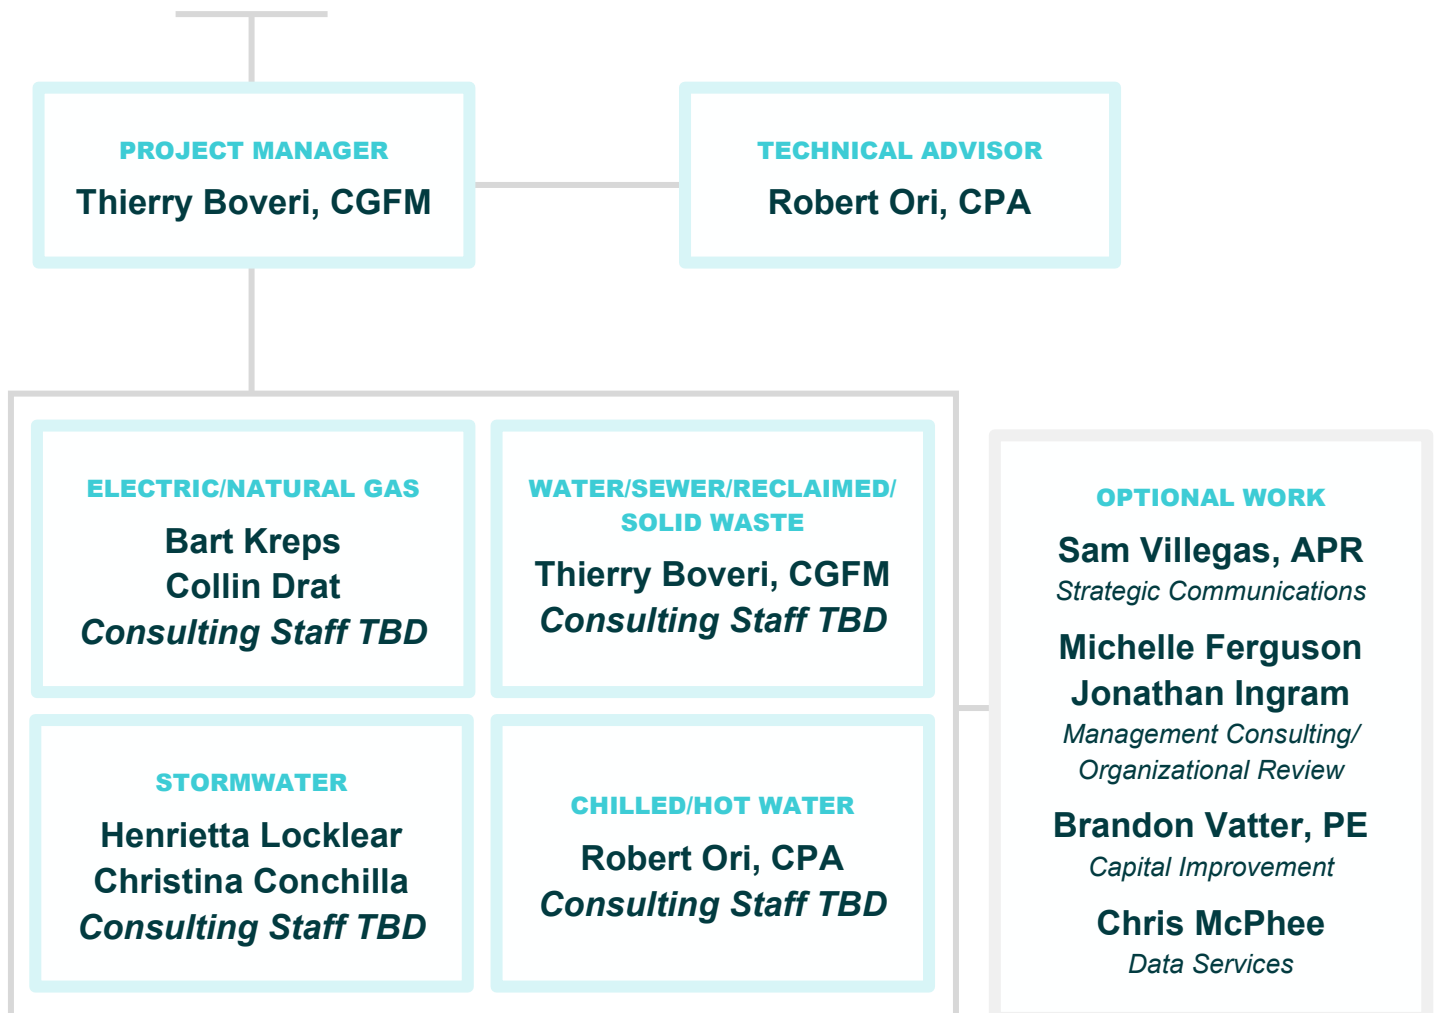 PROJECT MANAGER
Thierry Boveri, CGFM
TECHNICAL ADVISOR
Robert Ori, CPA
ELECTRIC/NATURAL GAS
Bart Kreps
Collin Drat
Consulting Staff TBD
WATER/SEWER/RECLAIMED/
SOLID WASTE
Thierry Boveri, CGFM
Consulting Staff TBD
STORMWATER
Henrietta Locklear
Christina Conchilla
Consulting Staff TBD
CHILLED/HOT WATER
Robert Ori, CPA
Consulting Staff TBD
OPTIONAL WORK
Sam Villegas, APR
Strategic Communications
Michelle Ferguson
Jonathan Ingram
Management Consulting/
Organizational Review
Brandon Vatter, PE
Capital Improvement
Chris McPhee
Data Services